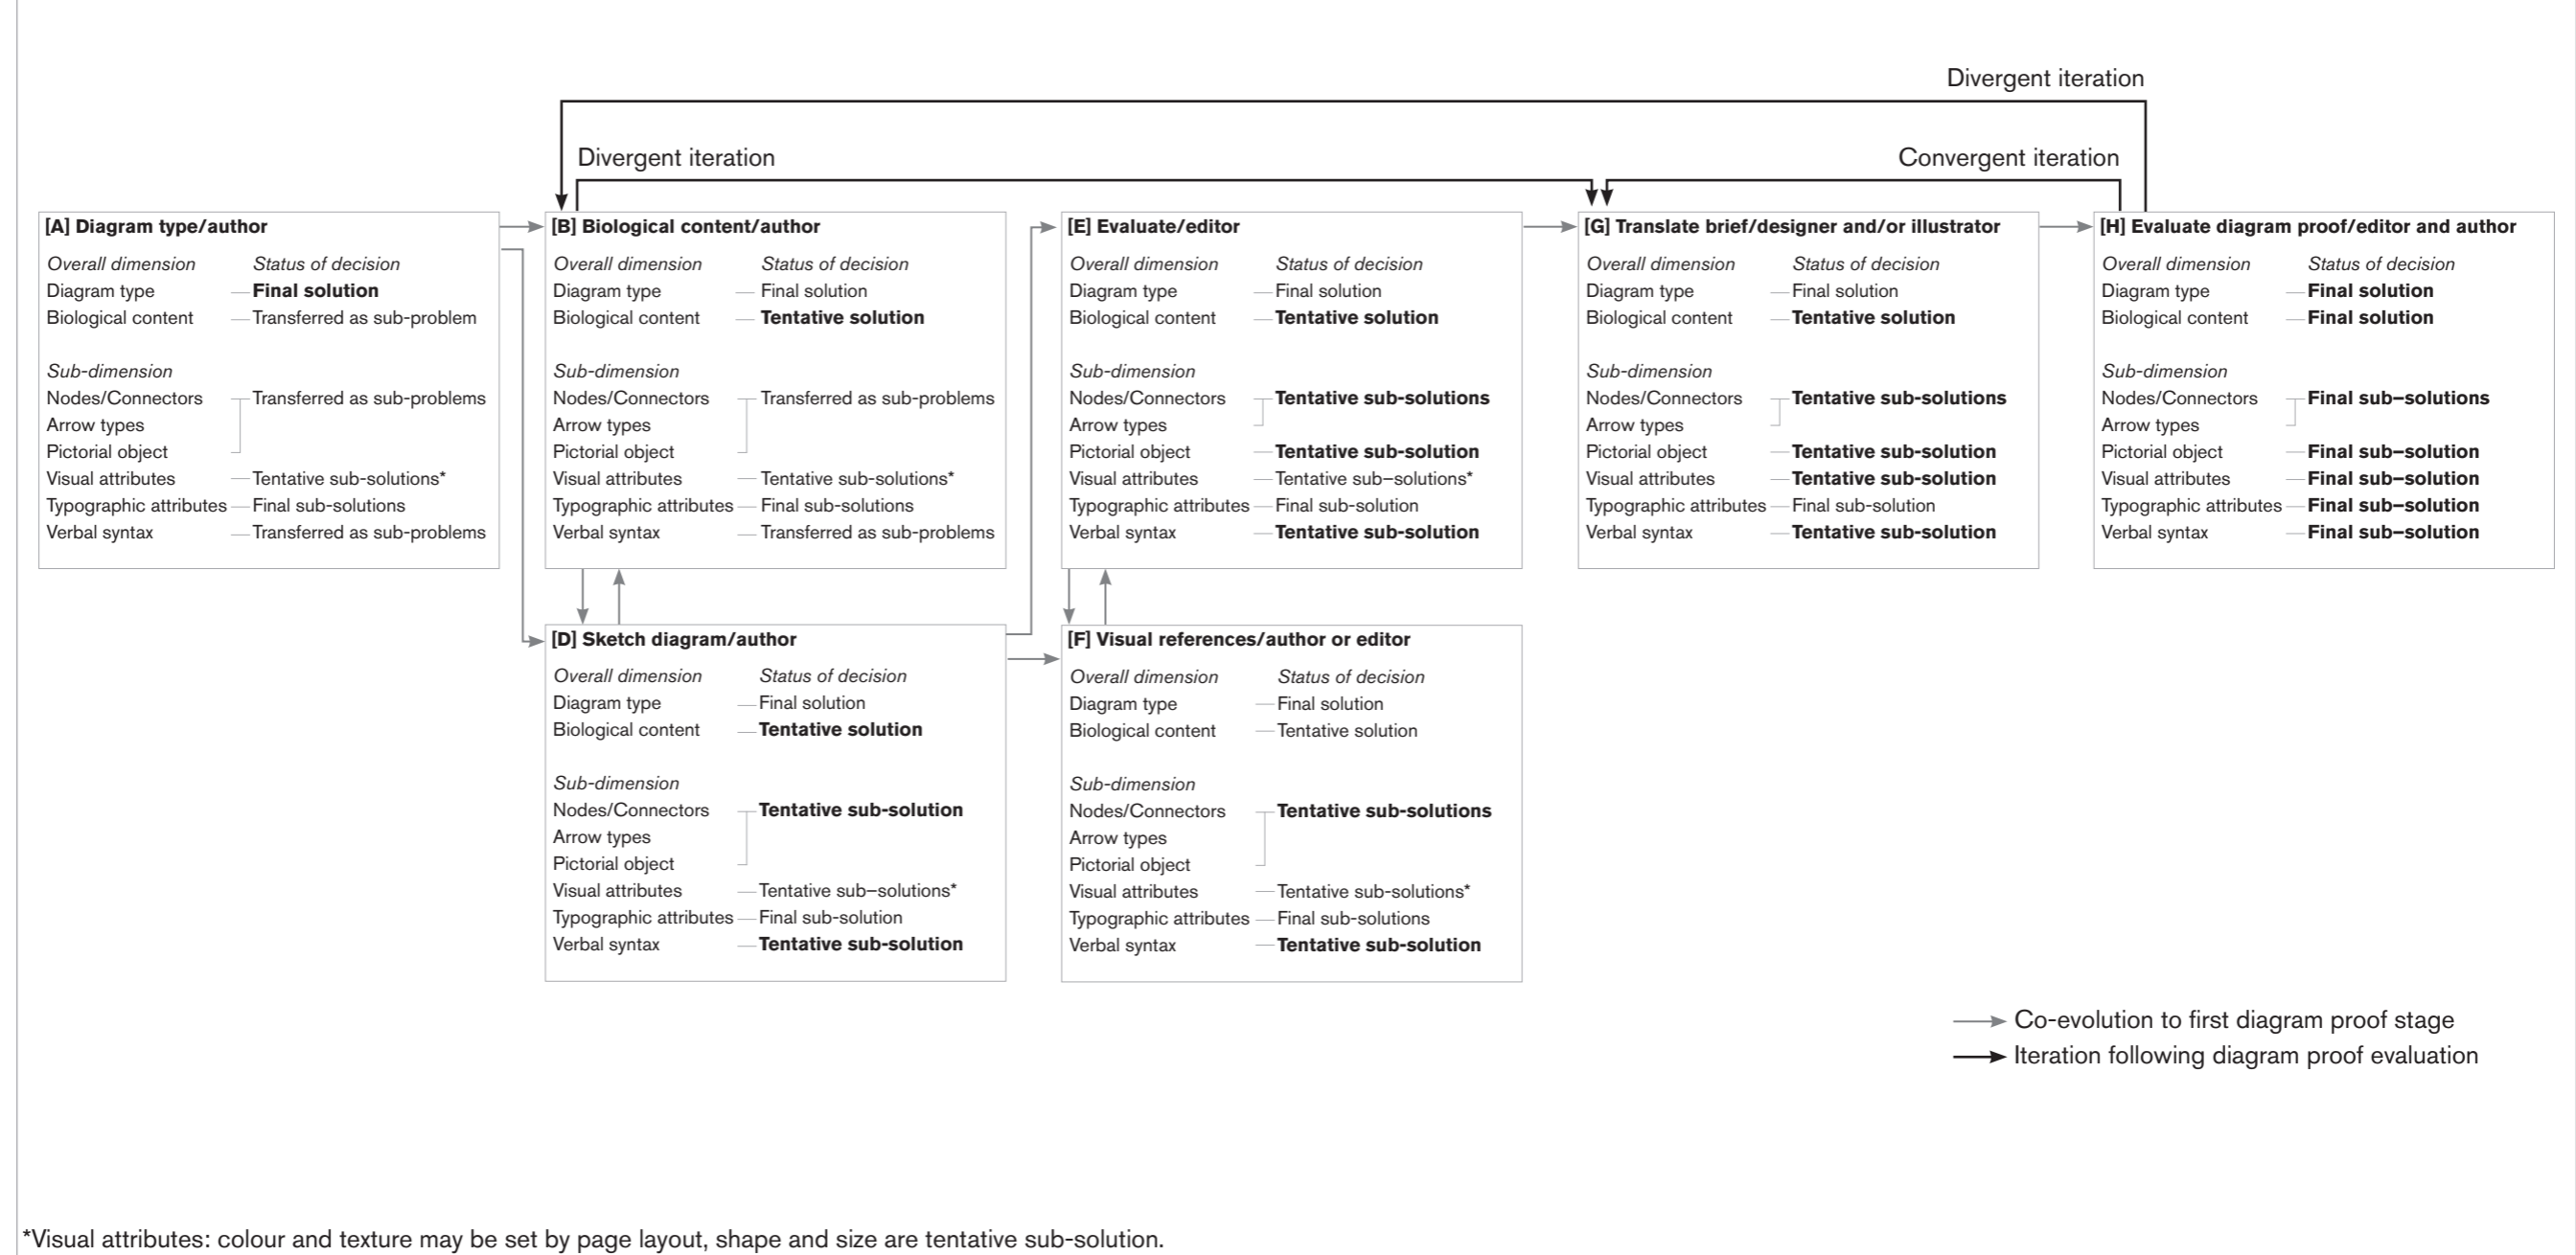 Divergent iteration
Divergent iteration
Convergent iteration
[A] Diagram type/author
Overall dimension Status of decision
Diagram type Final solution
Biological content Transferred as sub-problem
Sub-dimension
Nodes/Connectors Transferred as sub-problems
Arrow types
Pictorial object
Visual attributes Tentative sub-solutions*
Typographic attributes Final sub-solutions
Verbal syntax Transferred as sub-problems
[B] Biological content/author
Overall dimension Status of decision
Diagram type Final solution
Biological content Tentative solution
Sub-dimension
Nodes/Connectors Transferred as sub-problems
Arrow types
Pictorial object
Visual attributes Tentative sub-solutions*
Typographic attributes Final sub-solutions
Verbal syntax Transferred as sub-problems
[E] Evaluate/editor
Overall dimension Status of decision
Diagram type Final solution
Biological content Tentative solution
Sub-dimension
Nodes/Connectors Tentative sub-solutions
Arrow types
Pictorial object Tentative sub-solution
Visual attributes Tentative sub–solutions*
Typographic attributes Final sub-solution
Verbal syntax Tentative sub-solution
[G] Translate brief/designer and/or illustrator
Overall dimension Status of decision
Diagram type Final solution
Biological content Tentative solution
Sub-dimension
Nodes/Connectors Tentative sub-solutions
Arrow types
Pictorial object Tentative sub-solution
Visual attributes Tentative sub-solution
Typographic attributes Final sub-solution
Verbal syntax Tentative sub-solution
[H] Evaluate diagram proof/editor and author
Overall dimension Status of decision
Diagram type Final solution
Biological content Final solution
Sub-dimension
Nodes/Connectors Final sub–solutions
Arrow types
Pictorial object Final sub–solution
Visual attributes Final sub–solution
Typographic attributes Final sub–solution
Verbal syntax Final sub–solution
[D] Sketch diagram/author
Overall dimension Status of decision
Diagram type Final solution
Biological content Tentative solution
Sub-dimension
Nodes/Connectors Tentative sub-solution
Arrow types
Pictorial object
Visual attributes Tentative sub–solutions*
Typographic attributes Final sub-solution
Verbal syntax Tentative sub-solution
[F] Visual references/author or editor
Overall dimension Status of decision
Diagram type Final solution
Biological content Tentative solution
Sub-dimension
Nodes/Connectors Tentative sub-solutions
Arrow types
Pictorial object
Visual attributes Tentative sub-solutions*
Typographic attributes Final sub-solutions
Verbal syntax Tentative sub-solution
Co-evolution to first diagram proof stage
Iteration following diagram proof evaluation
*Visual attributes: colour and texture may be set by page layout, shape and size are tentative sub-solution.